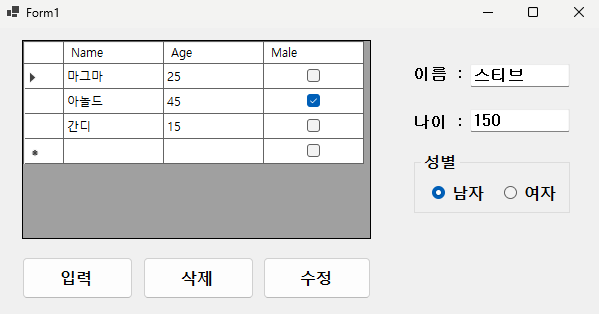 Form1
Name Age Male
마그마 25
아놀드 45
간디 15
이름 : 스티브
나이 : 150
성별
남자 여자
입력 삭제 수정